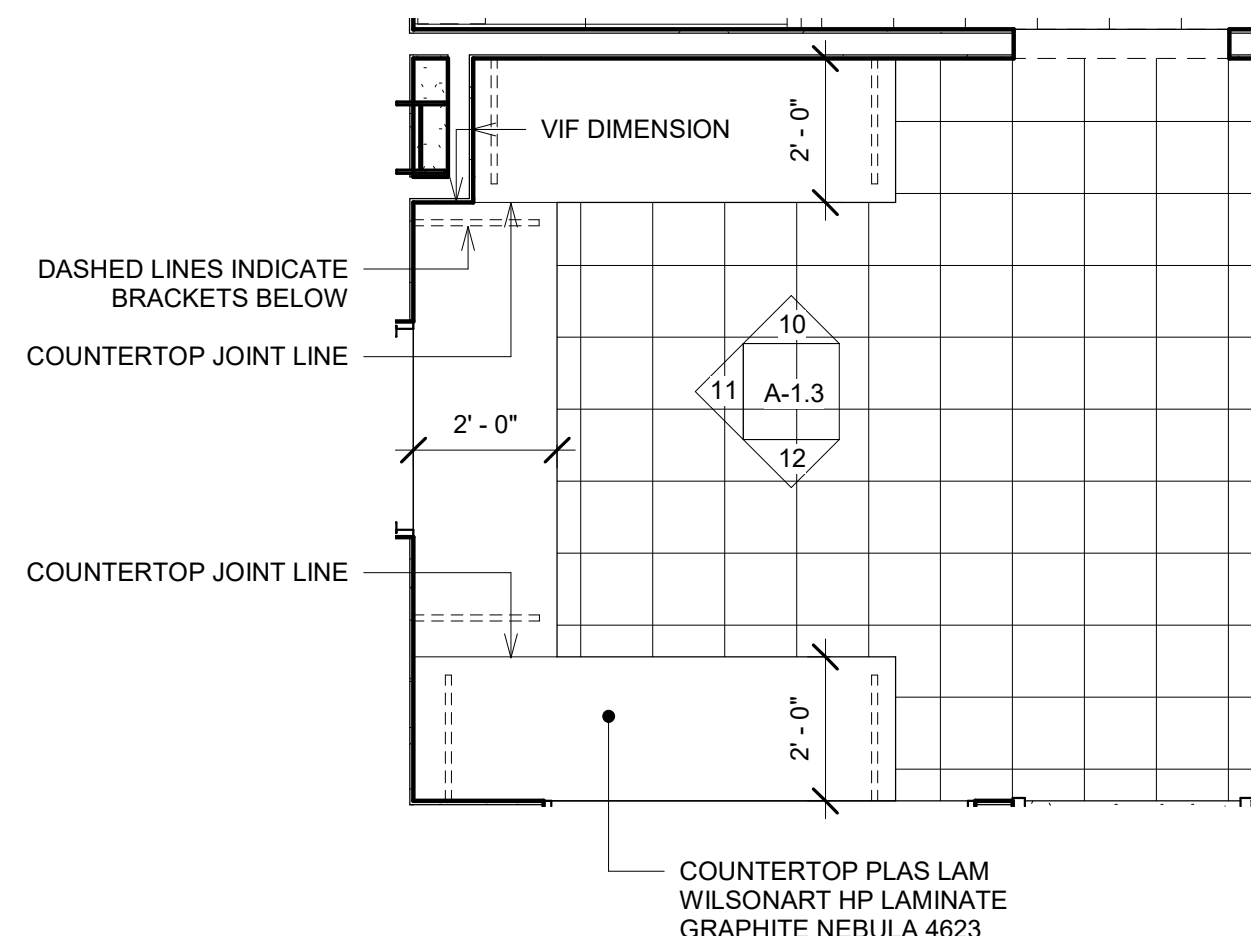 VIF DIMENSION
2' - 0"
DASHED LINES INDICATE
BRACKETS BELOW
COUNTERTOP JOINT LINE
10
11
A-1.3
12
2' - 0"
COUNTERTOP JOINT LINE
2' - 0"
COUNTERTOP PLAS LAM
WILSONART HP LAMINATE
GRAPHITE NEBULA 4623